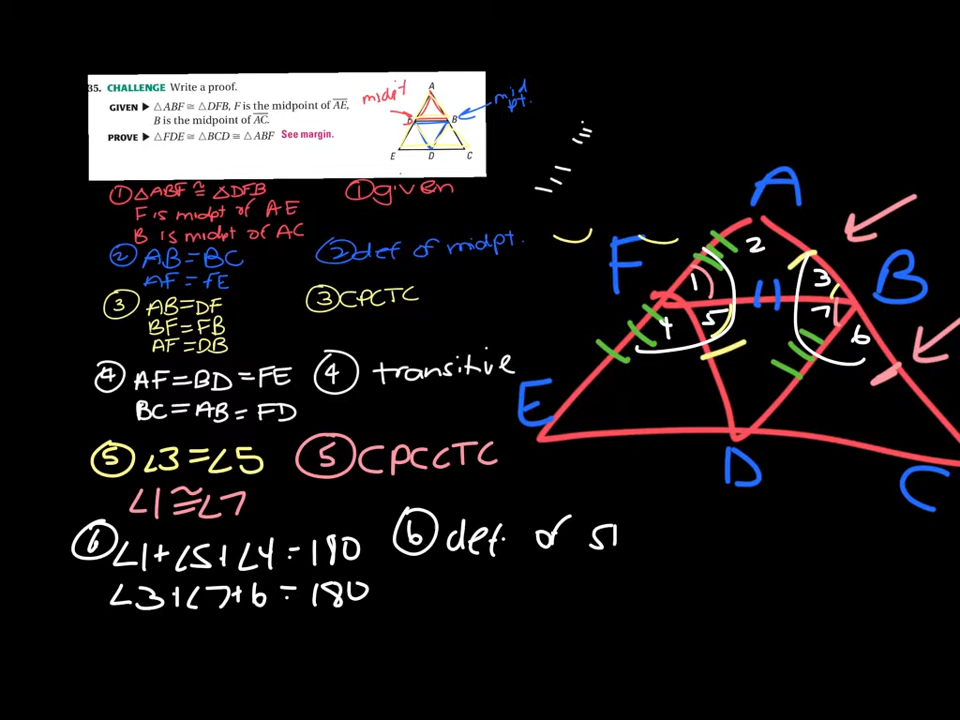 35. CHALLENGE Write a proof.
GIVEN ▶ △ABF ≅ △DFB, F is the midpoint of AE,
B is the midpoint of AC.
PROVE ▶ △FDE ≅ △BCD ≅ △ABF See margin.
midpt
mid
pt.
A
B
E
D
C
① △ABF ≅ △DFB
F is midpt of AE
B is midpt of AC
① given
② AB = BC
AF = FE
② def of midpt.
③ AB = DF
BF = FB
AF = DB
③ CPCTC
④ AF = BD = FE
BC = AB = FD
④ transitive
⑤ ∠3 = ∠5
∠1 ≅ ∠7
⑤ CPCCTC
⑥ ∠1 + ∠5 + ∠4 = 180
∠3 + ∠7 + 6 = 180
⑥ def. of st
A
F
B
E
D
C
2
1
3
4
5
7
6